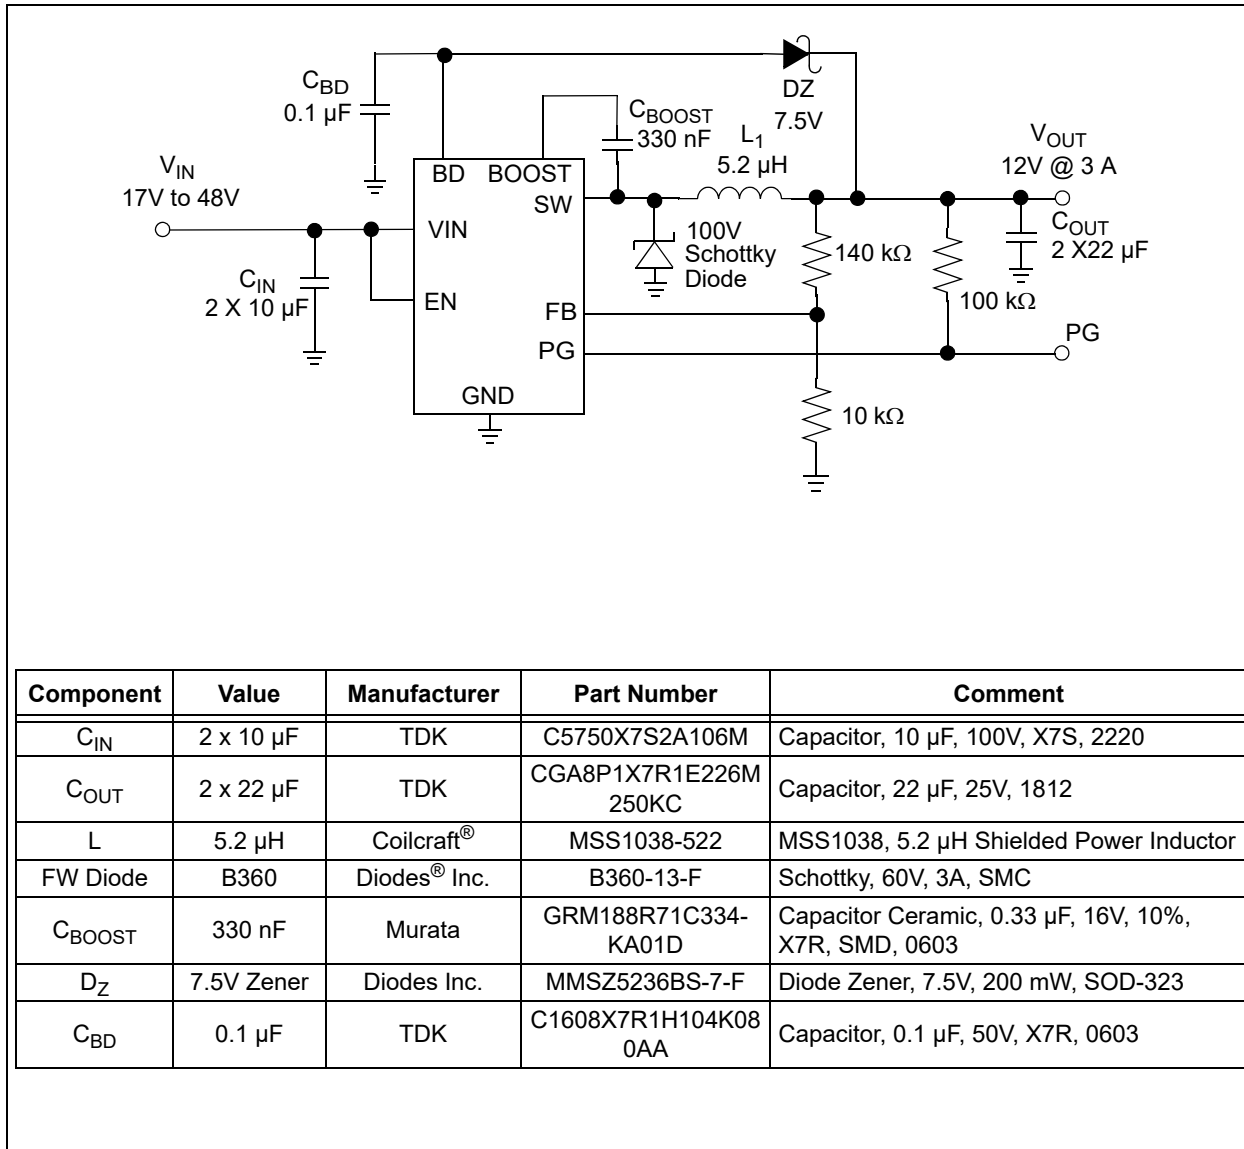 C_BD
0.1 µF
C_BOOST
330 nF
DZ
7.5V
L_1
5.2 µH
V_OUT
12V @ 3 A
V_IN
17V to 48V
BD BOOST
SW
VIN
EN
FB
PG
GND
C_IN
2 X 10 µF
100V
Schottky
Diode
140 kΩ
100 kΩ
C_OUT
2 X22 µF
PG
10 kΩ
Component Value Manufacturer Part Number Comment
C_IN 2 x 10 µF TDK C5750X7S2A106M Capacitor, 10 µF, 100V, X7S, 2220
C_OUT 2 x 22 µF TDK CGA8P1X7R1E226M
250KC Capacitor, 22 µF, 25V, 1812
L 5.2 µH Coilcraft® MSS1038-522 MSS1038, 5.2 µH Shielded Power Inductor
FW Diode B360 Diodes® Inc. B360-13-F Schottky, 60V, 3A, SMC
C_BOOST 330 nF Murata GRM188R71C334-
KA01D Capacitor Ceramic, 0.33 µF, 16V, 10%,
X7R, SMD, 0603
D_Z 7.5V Zener Diodes Inc. MMSZ5236BS-7-F Diode Zener, 7.5V, 200 mW, SOD-323
C_BD 0.1 µF TDK C1608X7R1H104K08
0AA Capacitor, 0.1 µF, 50V, X7R, 0603